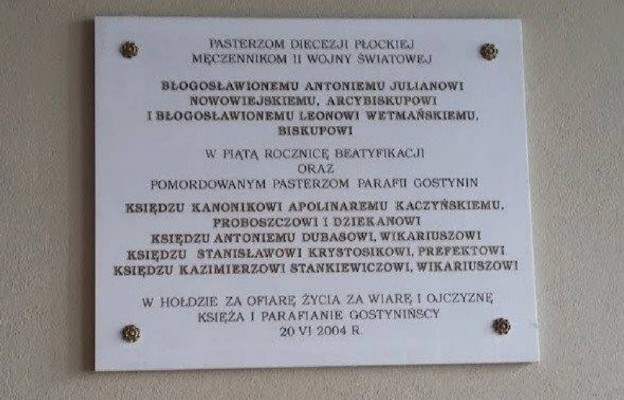 PASTERZOM DIECEZJI PŁOCKIEJ
MĘCZENNIKOM II WOJNY ŚWIATOWEJ
BŁOGOSŁAWIONEMU ANTONIEMU JULIANOWI
NOWOWIEJSKIEMU, ARCYBISKUPOWI
I BŁOGOSŁAWIONEMU LEONOWI WETMAŃSKIEMU,
BISKUPOWI
W PIĄTĄ ROCZNICĘ BEATYFIKACJI
ORAZ
POMORDOWANYM PASTERZOM PARAFII GOSTYNIN
KSIĘDZU KANONIKOWI APOLINAREMU KACZYŃSKIEMU,
PROBOSZCZOWI I DZIEKANOWI
KSIĘDZU ANTONIEMU DUBASOWI, WIKARIUSZOWI
KSIĘDZU STANISŁAWOWI KRYSTOSIKOWI, PREFEKTOWI
KSIĘDZU KAZIMIERZOWI STANKIEWICZOWI, WIKARIUSZOWI
W HOŁDZIE ZA OFIARĘ ŻYCIA ZA WIARĘ I OJCZYZNĘ
KSIĘŻA I PARAFIANIE GOSTYNIŃSCY
20 VI 2004 R.